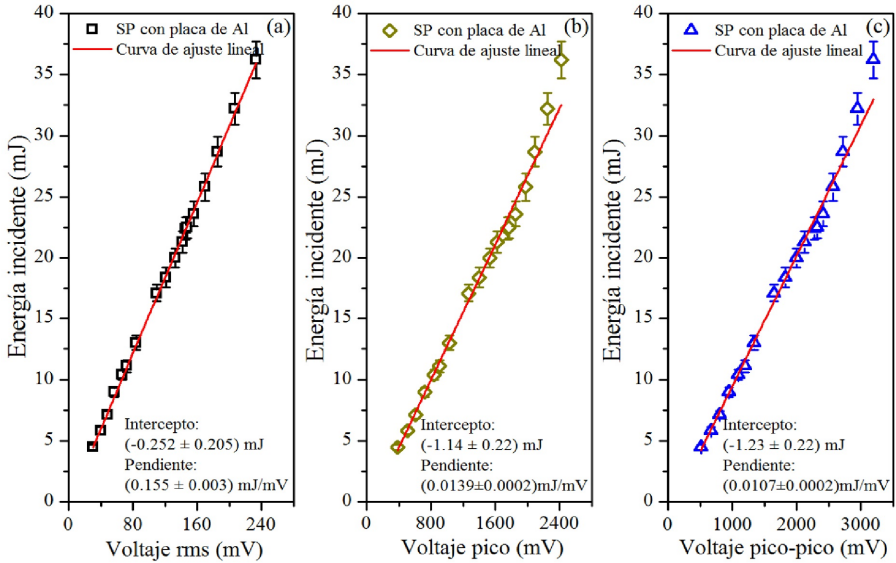 (a)
SP con placa de Al
Curva de ajuste lineal
Energía incidente (mJ)
40
35
30
25
20
15
10
5
0
Intercepto:
(-0.252 ± 0.205) mJ
Pendiente:
(0.155 ± 0.003) mJ/mV
0 80 160 240
Voltaje rms (mV)
(b)
SP con placa de Al
Curva de ajuste lineal
Energía incidente (mJ)
40
35
30
25
20
15
10
5
0
Intercepto:
(-1.14 ± 0.22) mJ
Pendiente:
(0.0139±0.0002)mJ/mV
0 800 1600 2400
Voltaje pico (mV)
(c)
SP con placa de Al
Curva de ajuste lineal
Energía incidente (mJ)
40
35
30
25
20
15
10
5
0
Intercepto:
(-1.23 ± 0.22) mJ
Pendiente:
(0.0107±0.0002)mJ/mV
0 1000 2000 3000
Voltaje pico-pico (mV)